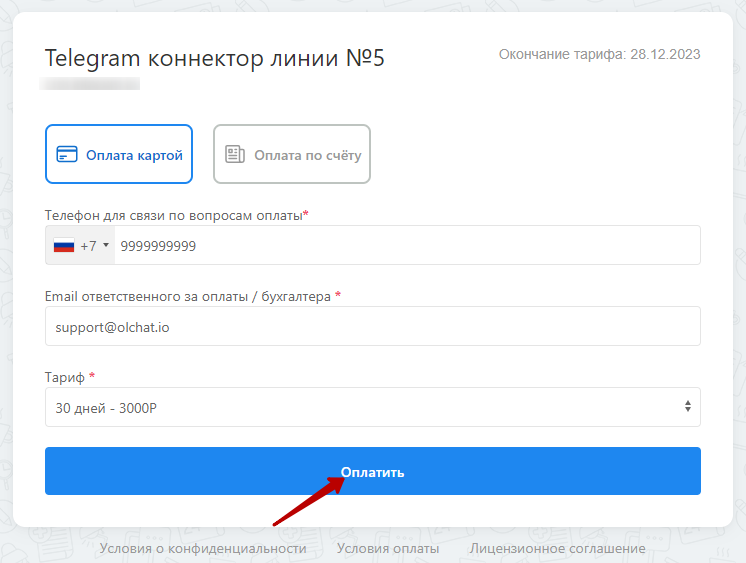 Telegram коннектор линии №5
Окончание тарифа: 28.12.2023
Оплата картой
Оплата по счёту
Телефон для связи по вопросам оплаты*
+7 9999999999
Email ответственного за оплаты / бухгалтера *
support@olchat.io
Тариф *
30 дней - 3000Р
Оплатить
Условия о конфиденциальности
Условия оплаты
Лицензионное соглашение